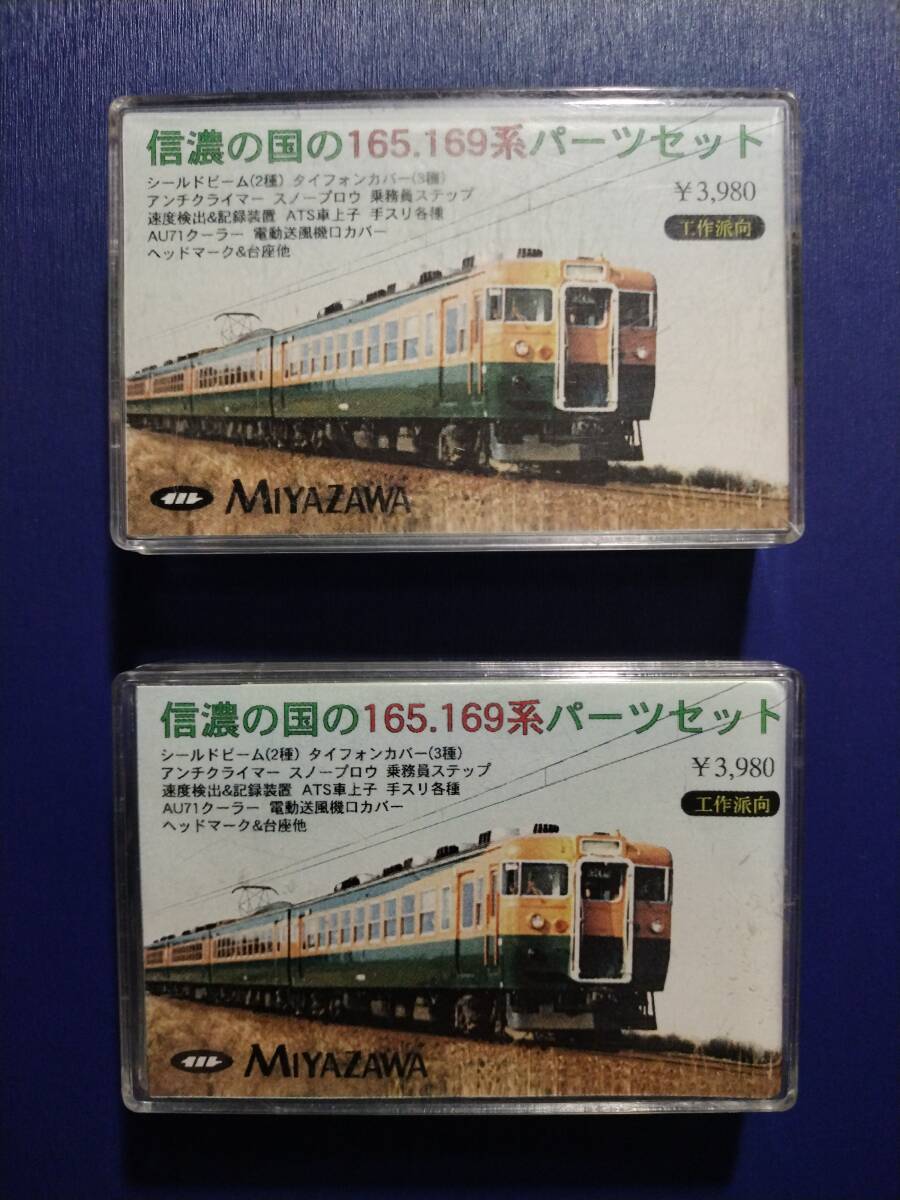 信濃の国の165.169系パーツセット
シールドビーム(2種) タイフォンカバー(3種)
アンチクライマー スノープロウ 乗務員ステップ
速度検出&記録装置 ATS車上子 手スリ各種
AU71クーラー 電動送風機口カバー
ヘッドマーク&台座他
￥3,980
工作派向
MIYAZAWA
信濃の国の165.169系パーツセット
シールドビーム(2種) タイフォンカバー(3種)
アンチクライマー スノープロウ 乗務員ステップ
速度検出&記録装置 ATS車上子 手スリ各種
AU71クーラー 電動送風機口カバー
ヘッドマーク&台座他
￥3,980
工作派向
MIYAZAWA